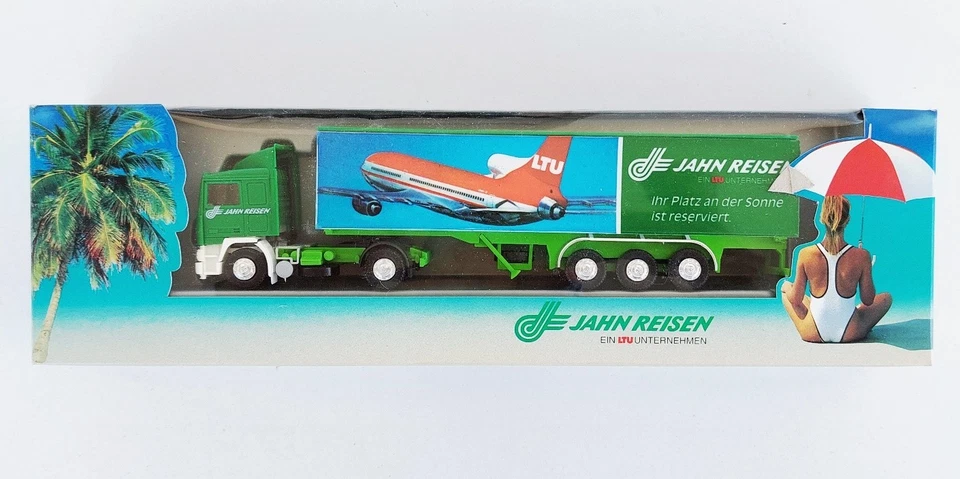 JAHN REISEN
LTU
JAHN REISEN
EIN LTU UNTERNEHMEN
Ihr Platz an der Sonne
ist reserviert.
JAHN REISEN
EIN LTU UNTERNEHMEN